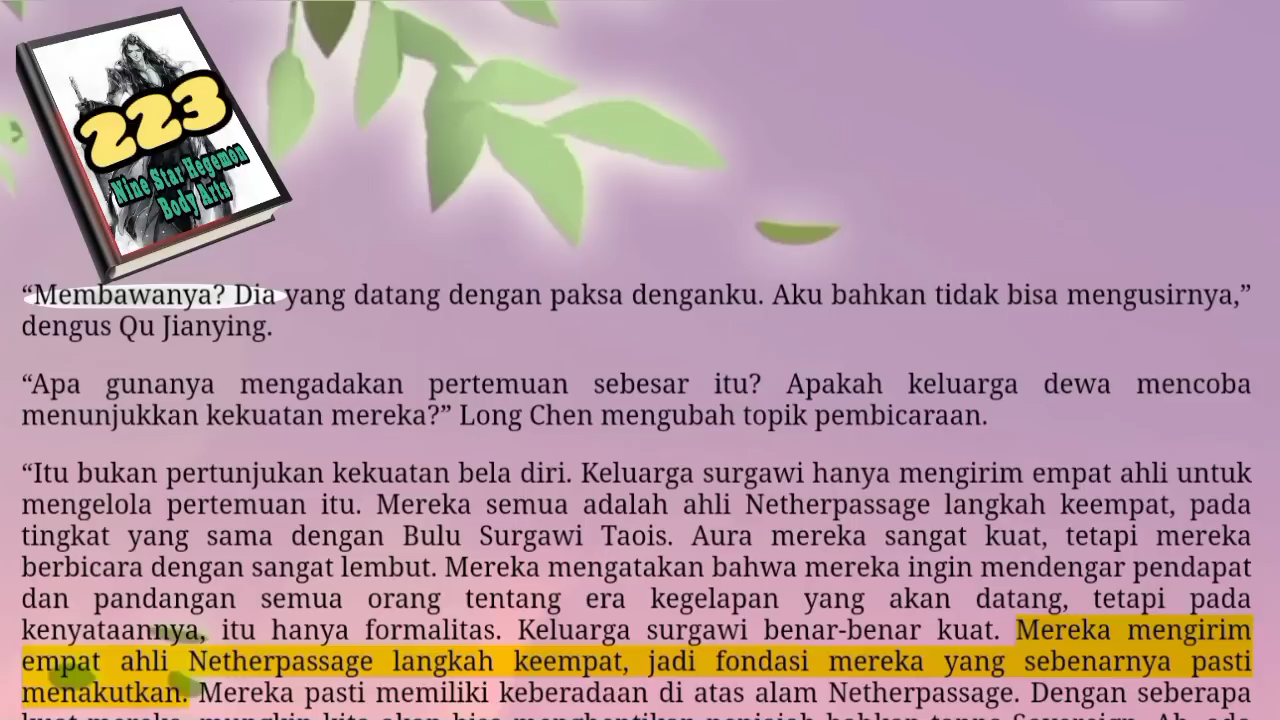 223
Nine Star Hegemon
Body Arts
“Membawanya? Dia yang datang dengan paksa denganku. Aku bahkan tidak bisa mengusirnya,”
dengus Qu Jianying.
“Apa gunanya mengadakan pertemuan sebesar itu? Apakah keluarga dewa mencoba
menunjukkan kekuatan mereka?” Long Chen mengubah topik pembicaraan.
“Itu bukan pertunjukan kekuatan bela diri. Keluarga surgawi hanya mengirim empat ahli untuk
mengelola pertemuan itu. Mereka semua adalah ahli Netherpassage langkah keempat, pada
tingkat yang sama dengan Bulu Surgawi Taois. Aura mereka sangat kuat, tetapi mereka
berbicara dengan sangat lembut. Mereka mengatakan bahwa mereka ingin mendengar pendapat
dan pandangan semua orang tentang era kegelapan yang akan datang, tetapi pada
kenyataannya, itu hanya formalitas. Keluarga surgawi benar-benar kuat. Mereka mengirim
empat ahli Netherpassage langkah keempat, jadi fondasi mereka yang sebenarnya pasti
menakutkan. Mereka pasti memiliki keberadaan di atas alam Netherpassage. Dengan seberapa